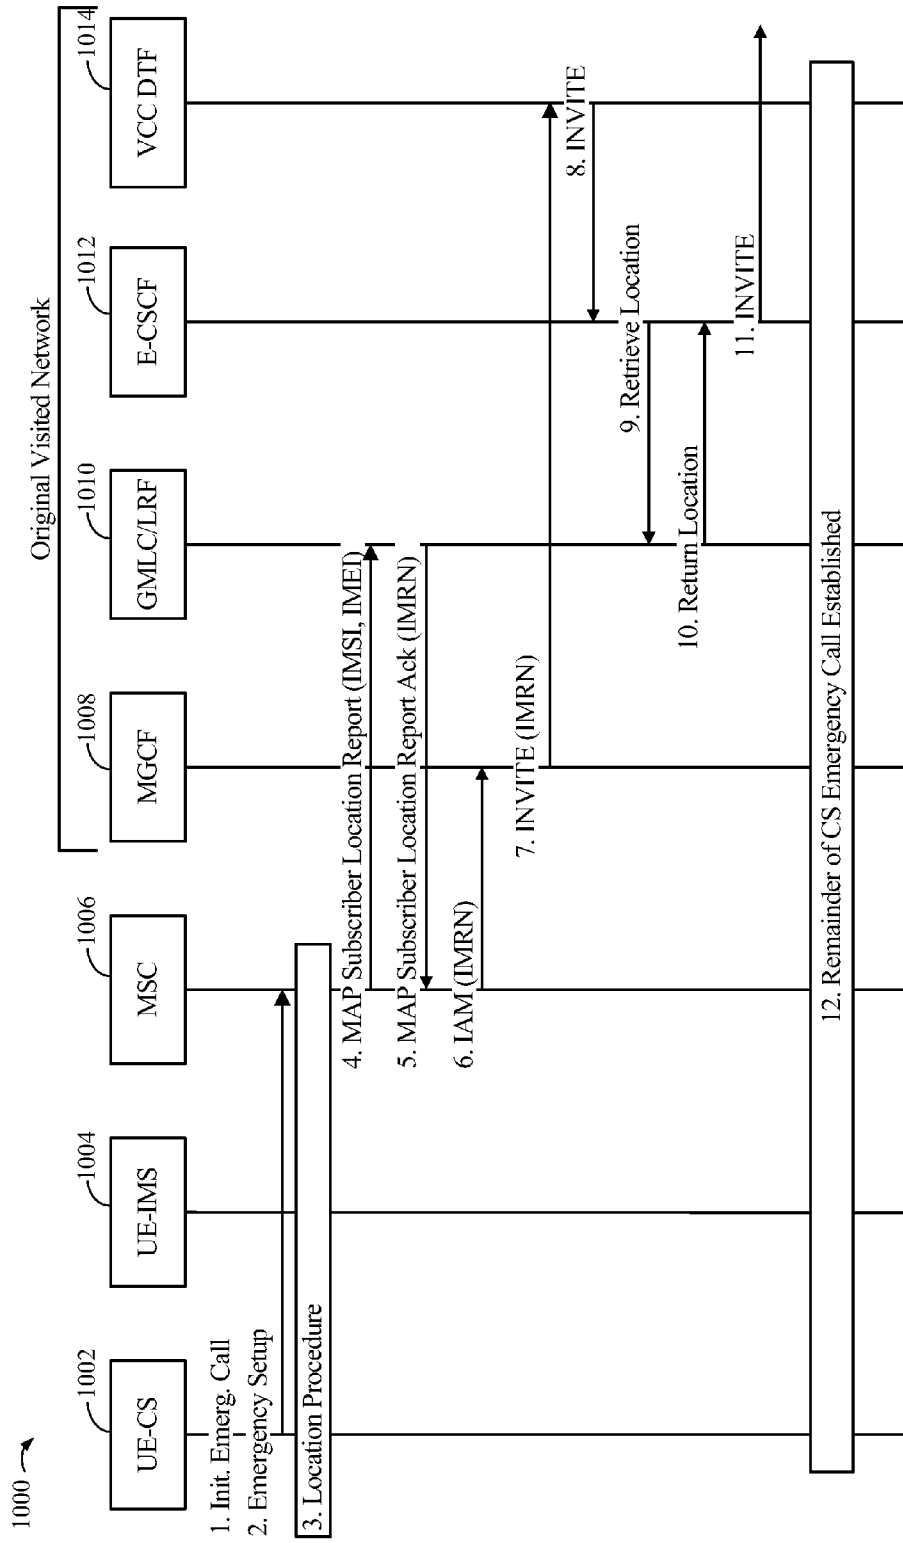 1000
Original Visited Network
1002
1004
1006
1008
1010
1012
1014
UE-CS
UE-IMS
MSC
MGCF
GMLC/LRF
E-CSCF
VCC DTF
1. Init. Emerg. Call
2. Emergency Setup
3. Location Procedure
4. MAP Subscriber Location Report (IMSI, IMEI)
5. MAP Subscriber Location Report Ack (IMRN)
6. IAM (IMRN)
7. INVITE (IMRN)
8. INVITE
9. Retrieve Location
10. Return Location
11. INVITE
12. Remainder of CS Emergency Call Established